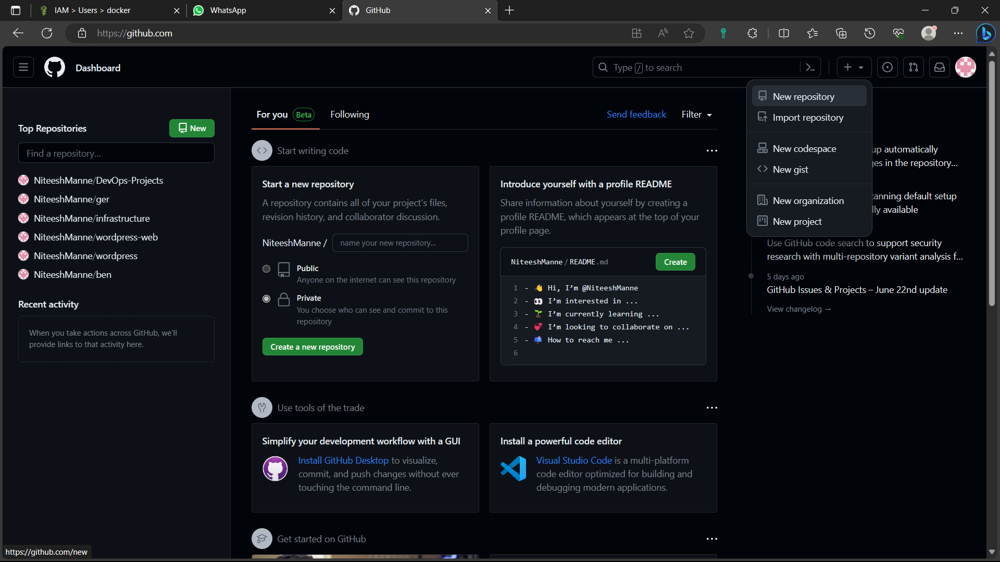 IAM > Users > docker
WhatsApp
GitHub
https://github.com
Dashboard
Type / to search
New repository
Import repository
New codespace
New gist
New organization
New project
Top Repositories
New
Find a repository...
NiteeshManne/DevOps-Projects
NiteeshManne/ger
NiteeshManne/infrastructure
NiteeshManne/wordpress-web
NiteeshManne/wordpress
NiteeshManne/ben
Recent activity
When you take actions across GitHub, we'll
provide links to that activity here.
For you Beta
Following
Send feedback
Filter
Start writing code
Start a new repository
A repository contains all of your project's files,
revision history, and collaborator discussion.
NiteeshManne / name your new repository...
Public
Anyone on the internet can see this repository
Private
You choose who can see and commit to this
repository
Create a new repository
Introduce yourself with a profile README
Share information about yourself by creating a
profile README, which appears at the top of your
profile page.
NiteeshManne / README.md
Create
1 - 👋 Hi, I'm @NiteeshManne
2 - 👀 I'm interested in ...
3 - 🌱 I'm currently learning ...
4 - 💞️ I'm looking to collaborate on ...
5 - 📫 How to reach me ...
6
Use tools of the trade
Simplify your development workflow with a GUI
Install GitHub Desktop to visualize,
commit, and push changes without ever
touching the command line.
Install a powerful code editor
Visual Studio Code is a multi-platform
code editor optimized for building and
debugging modern applications.
Get started on GitHub
up automatically
in the repository...
default setup
available
Use GitHub code search to support security
research with multi-repository variant analysis f...
5 days ago
GitHub Issues & Projects – June 22nd update
View changelog →
https://github.com/new